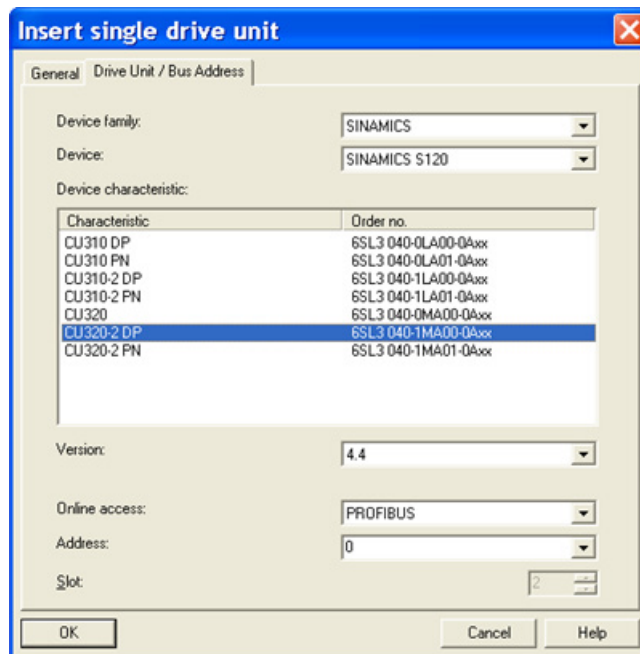 Insert single drive unit
General Drive Unit / Bus Address
Device family: SINAMICS
Device: SINAMICS S120
Device characteristic:
Characteristic Order no.
CU310 DP 6SL3 040-0LA00-0Axx
CU310 PN 6SL3 040-0LA01-0Axx
CU310-2 DP 6SL3 040-1LA00-0Axx
CU310-2 PN 6SL3 040-1LA01-0Axx
CU320 6SL3 040-0MA00-0Axx
CU320-2 DP 6SL3 040-1MA00-0Axx
CU320-2 PN 6SL3 040-1MA01-0Axx
Version: 4.4
Online access: PROFIBUS
Address: 0
Slot: 2
OK Cancel Help